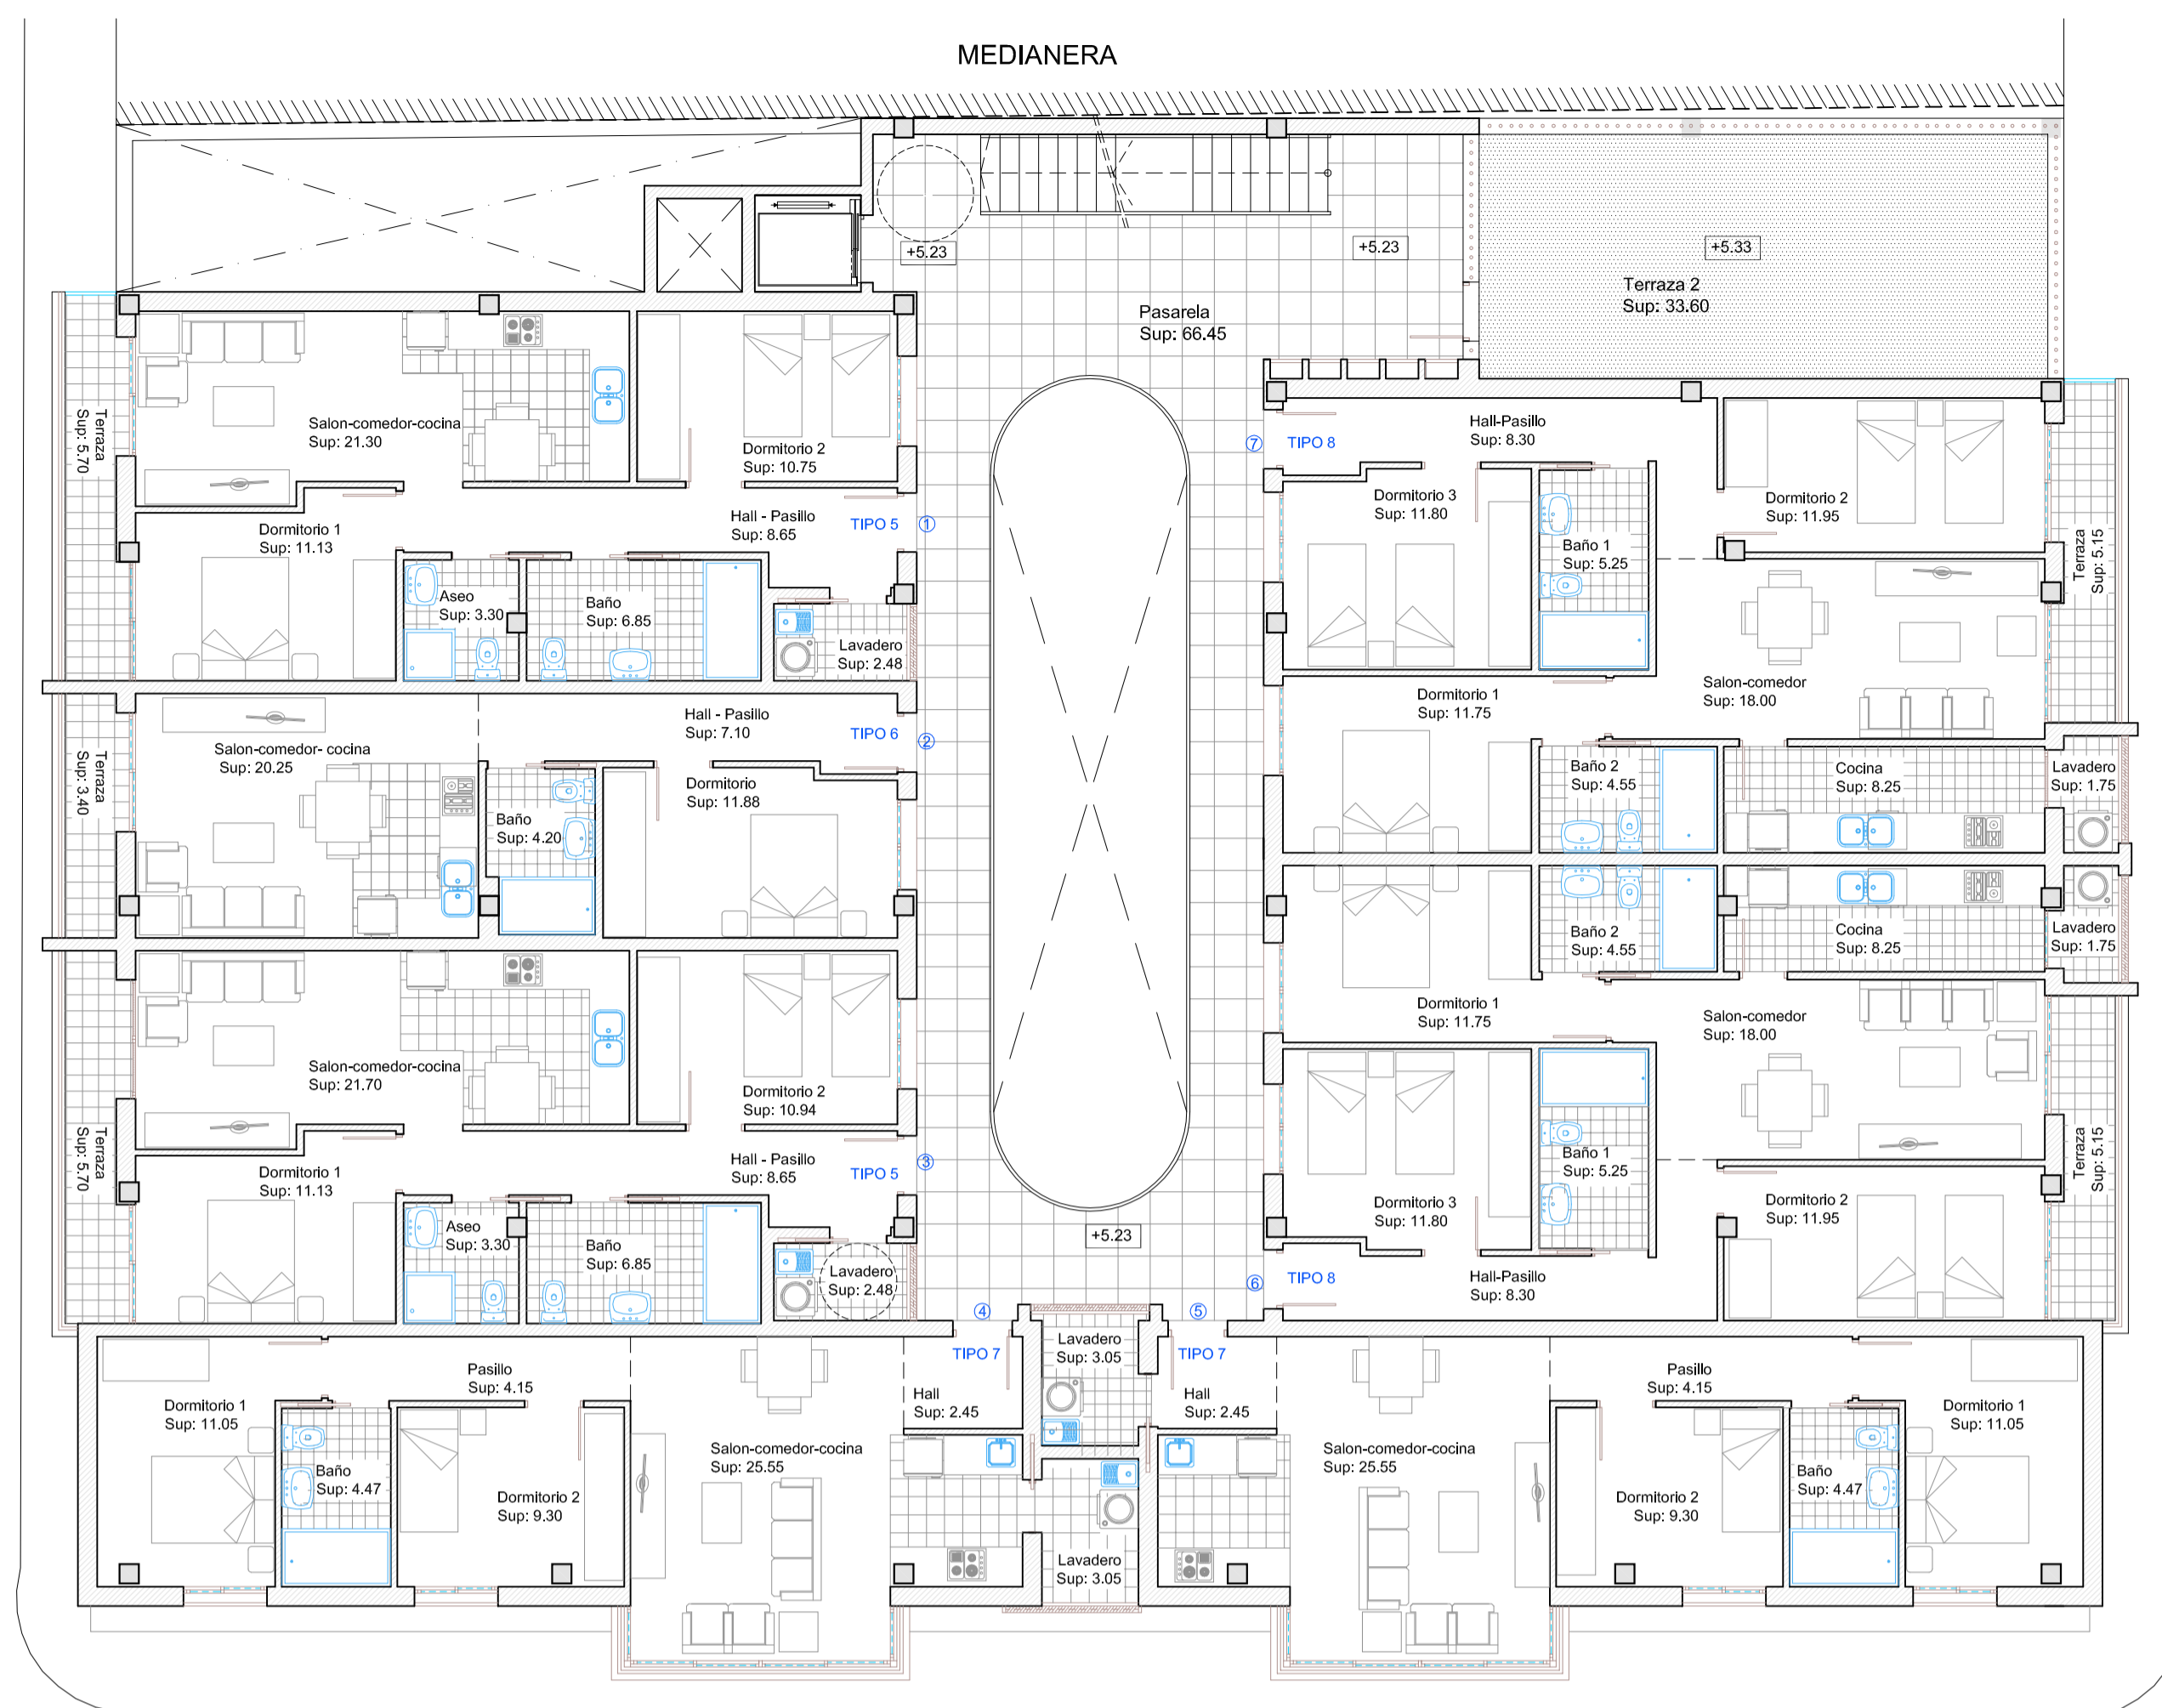 MEDIANERA
+5.23
+5.23
+5.33
Terraza 2
Sup: 33.60
Pasarela
Sup: 66.45
Terraza
Sup: 5.70
Salon-comedor-cocina
Sup: 21.30
Dormitorio 2
Sup: 10.75
Dormitorio 1
Sup: 11.13
Hall - Pasillo
Sup: 8.65
TIPO 5
1
Aseo
Sup: 3.30
Baño
Sup: 6.85
Lavadero
Sup: 2.48
Terraza
Sup: 3.40
Salon-comedor- cocina
Sup: 20.25
Hall - Pasillo
Sup: 7.10
TIPO 6
2
Baño
Sup: 4.20
Dormitorio
Sup: 11.88
Terraza
Sup: 5.70
Salon-comedor-cocina
Sup: 21.70
Dormitorio 2
Sup: 10.94
Dormitorio 1
Sup: 11.13
Hall - Pasillo
Sup: 8.65
TIPO 5
3
Aseo
Sup: 3.30
Baño
Sup: 6.85
Lavadero
Sup: 2.48
7
TIPO 8
Hall-Pasillo
Sup: 8.30
Dormitorio 3
Sup: 11.80
Baño 1
Sup: 5.25
Dormitorio 2
Sup: 11.95
Terraza
Sup: 5.15
Salon-comedor
Sup: 18.00
Dormitorio 1
Sup: 11.75
Baño 2
Sup: 4.55
Cocina
Sup: 8.25
Lavadero
Sup: 1.75
Baño 2
Sup: 4.55
Cocina
Sup: 8.25
Lavadero
Sup: 1.75
Dormitorio 1
Sup: 11.75
Salon-comedor
Sup: 18.00
Terraza
Sup: 5.15
Baño 1
Sup: 5.25
Dormitorio 3
Sup: 11.80
Dormitorio 2
Sup: 11.95
+5.23
6
TIPO 8
Hall-Pasillo
Sup: 8.30
4
5
TIPO 7
Lavadero
Sup: 3.05
TIPO 7
Pasillo
Sup: 4.15
Dormitorio 1
Sup: 11.05
Hall
Sup: 2.45
Hall
Sup: 2.45
Pasillo
Sup: 4.15
Dormitorio 1
Sup: 11.05
Baño
Sup: 4.47
Dormitorio 2
Sup: 9.30
Salon-comedor-cocina
Sup: 25.55
Lavadero
Sup: 3.05
Salon-comedor-cocina
Sup: 25.55
Dormitorio 2
Sup: 9.30
Baño
Sup: 4.47